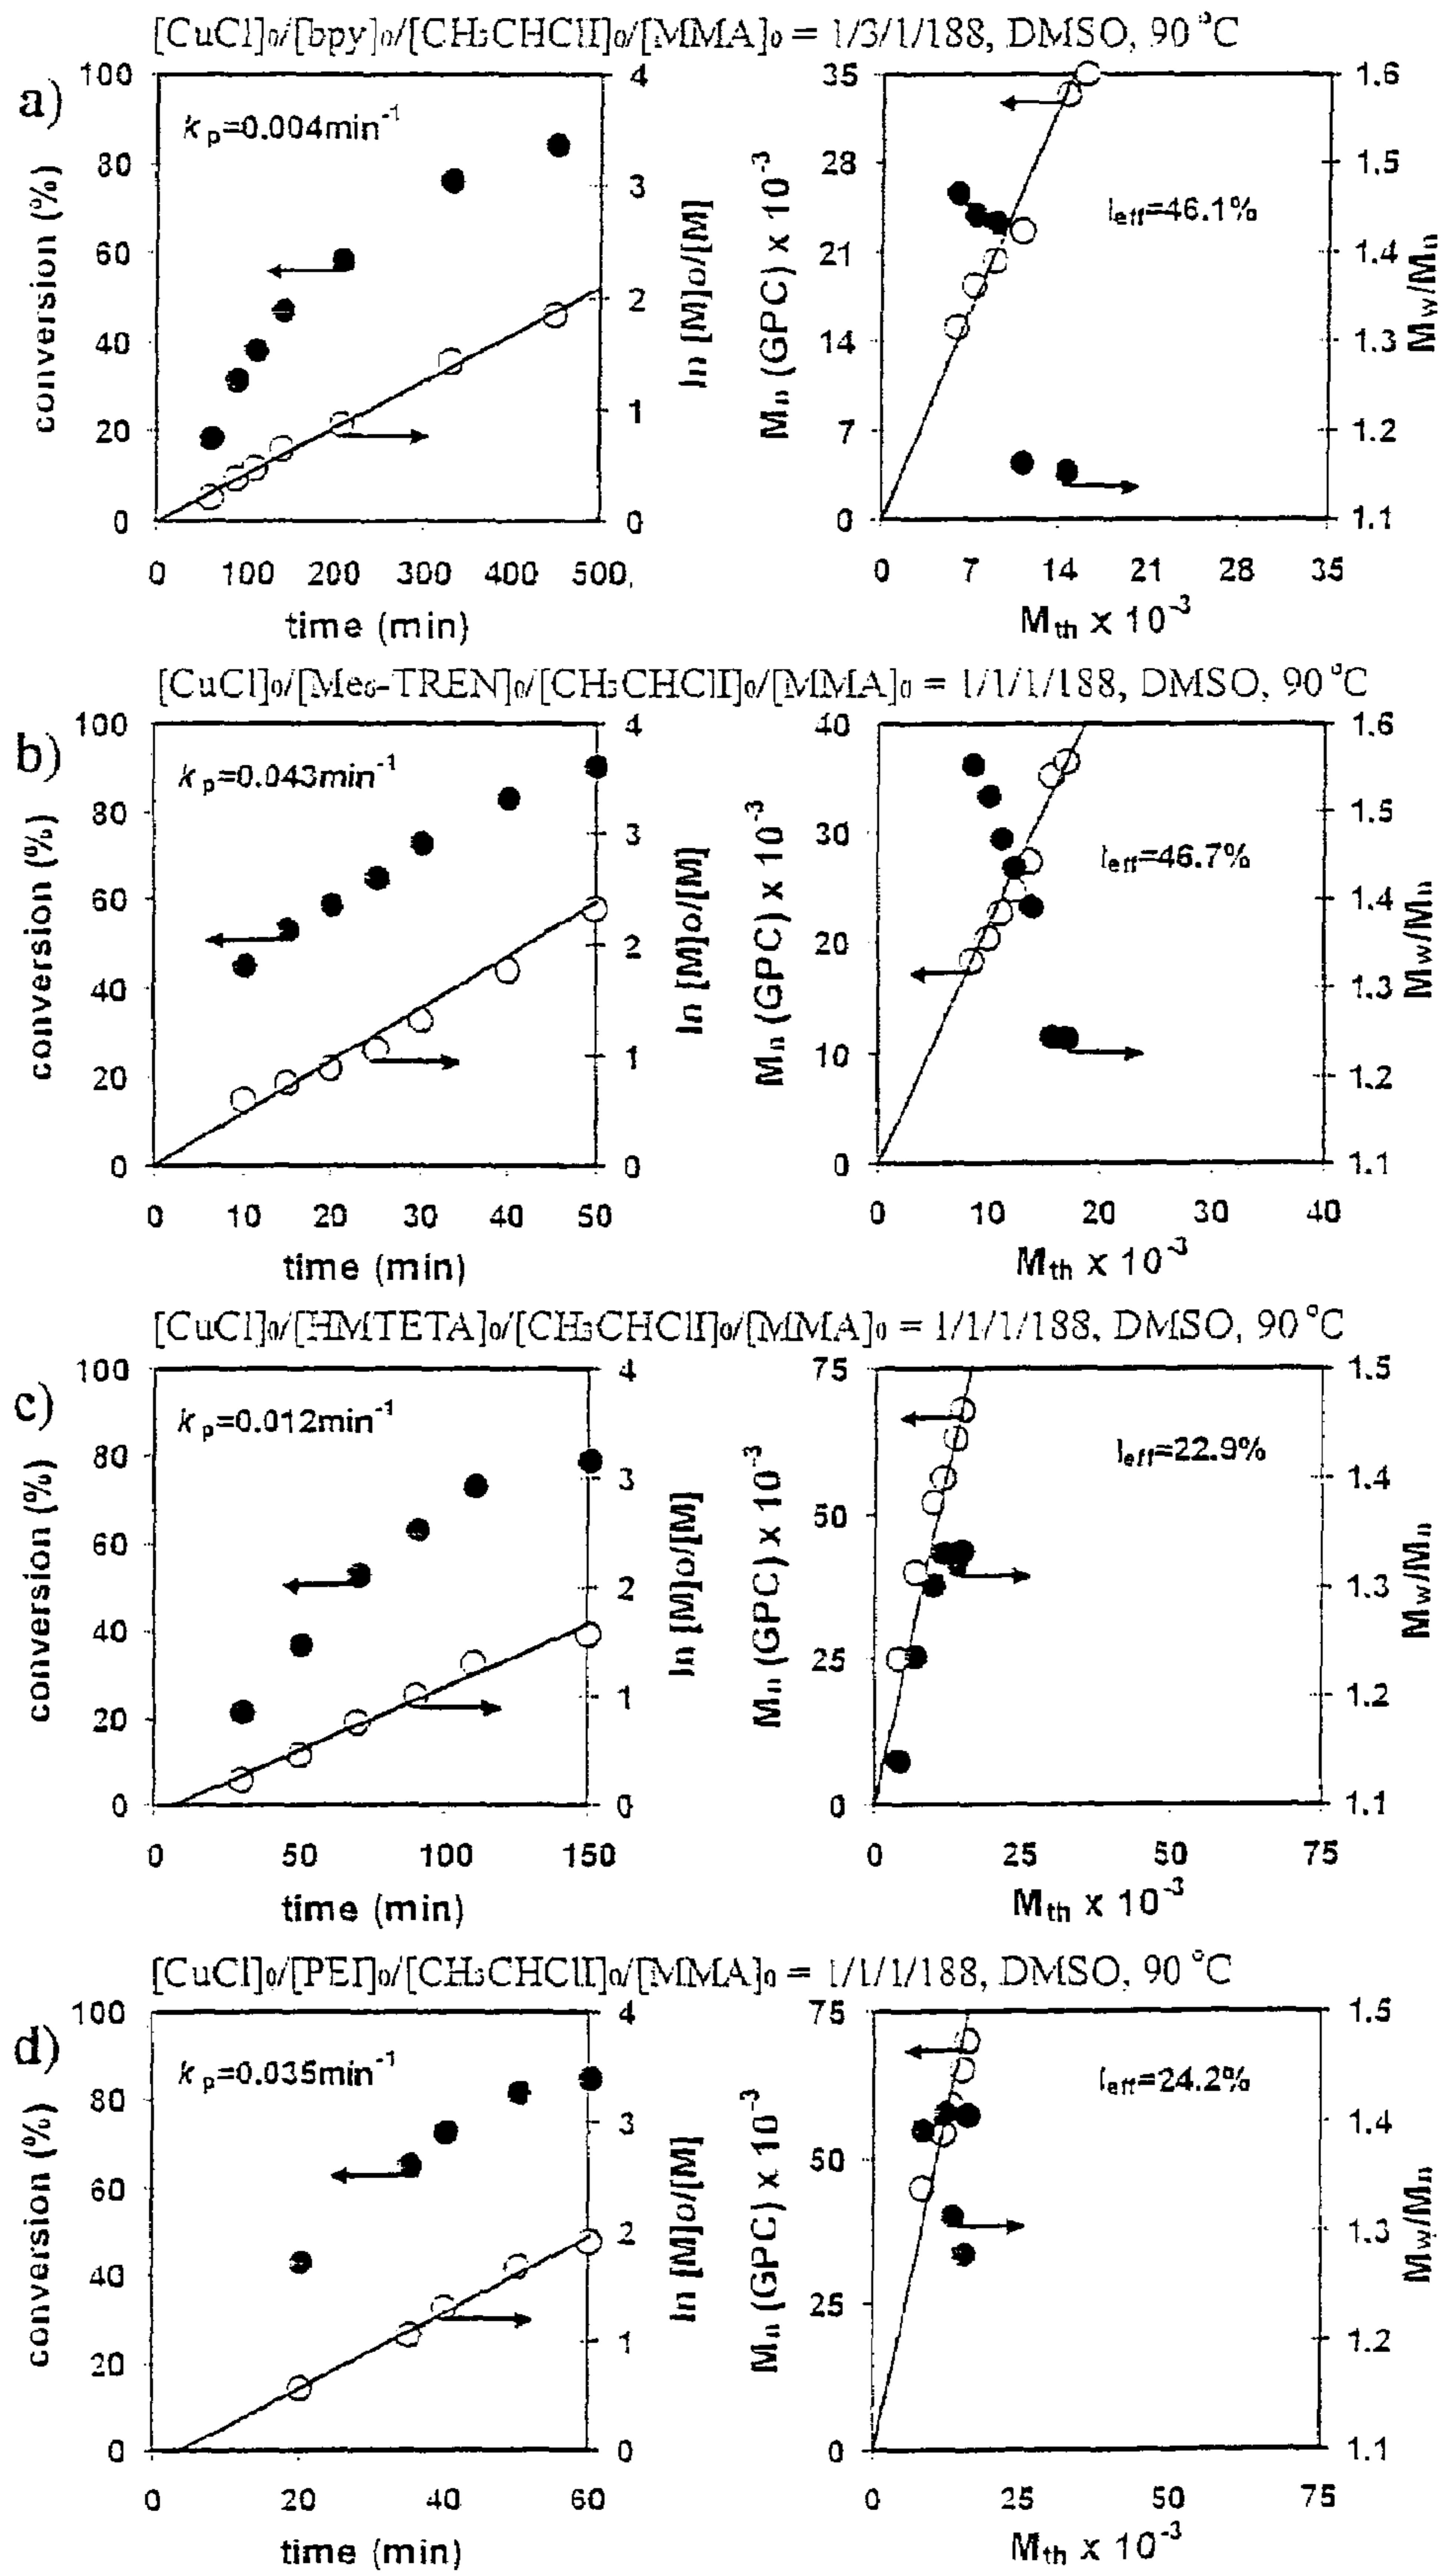 [CuCl]₀/[bpy]₀/[CH₃CHClI]₀/[MMA]₀ = 1/3/1/188, DMSO, 90 °C
a)
kp=0.004min⁻¹
conversion (%)
100
80
60
40
20
0
4
3
2
1
0
ln [M]o/[M]
0 100 200 300 400 500,
time (min)
Mn (GPC) x 10⁻³
35
28
21
14
7
0
Ieff=46.1%
1.6
1.5
1.4
1.3
1.2
1.1
Mw/Mn
0 7 14 21 28 35
Mth x 10⁻³
[CuCl]₀/[Me₆-TREN]₀/[CH₃CHClI]₀/[MMA]₀ = 1/1/1/188, DMSO, 90 °C
b)
kp=0.043min⁻¹
conversion (%)
100
80
60
40
20
0
4
3
2
1
0
ln [M]o/[M]
0 10 20 30 40 50
time (min)
Mn (GPC) x 10⁻³
40
30
20
10
0
Ieff=46.7%
1.6
1.5
1.4
1.3
1.2
1.1
Mw/Mn
0 10 20 30 40
Mth x 10⁻³
[CuCl]₀/[HMTETA]₀/[CH₃CHClI]₀/[MMA]₀ = 1/1/1/188, DMSO, 90 °C
c)
kp=0.012min⁻¹
conversion (%)
100
80
60
40
20
0
4
3
2
1
0
ln [M]o/[M]
0 50 100 150
time (min)
Mn (GPC) x 10⁻³
75
50
25
0
Ieff=22.9%
1.5
1.4
1.3
1.2
1.1
Mw/Mn
0 25 50 75
Mth x 10⁻³
[CuCl]₀/[PEI]₀/[CH₃CHClI]₀/[MMA]₀ = 1/1/1/188, DMSO, 90 °C
d)
kp=0.035min⁻¹
conversion (%)
100
80
60
40
20
0
4
3
2
1
0
ln [M]o/[M]
0 20 40 60
time (min)
Mn (GPC) x 10⁻³
75
50
25
0
Ieff=24.2%
1.5
1.4
1.3
1.2
1.1
Mw/Mn
0 25 50 75
Mth x 10⁻³